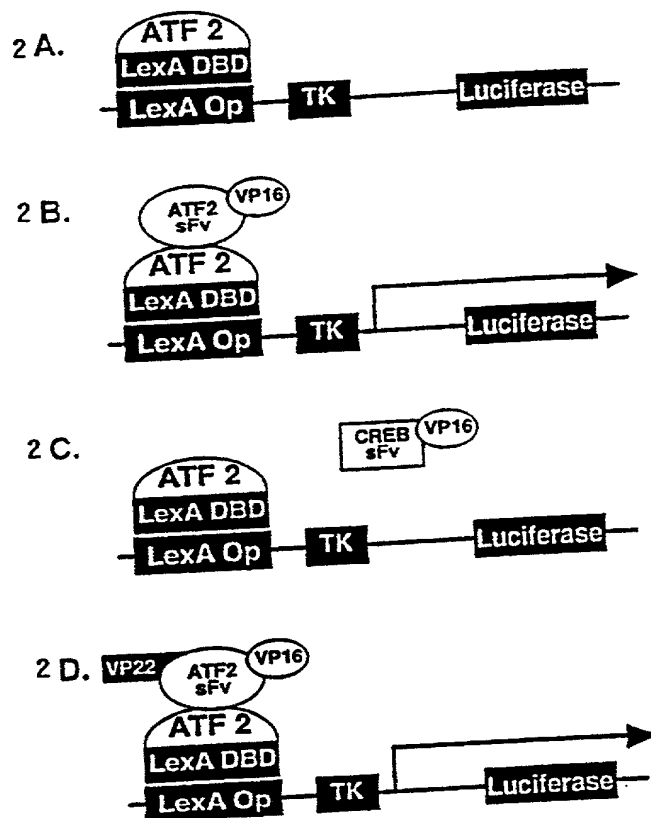 2 A.
ATF 2
LexA DBD
LexA Op TK Luciferase
2 B.
VP16
ATF2
sFv
ATF 2
LexA DBD
LexA Op TK Luciferase
2 C.
CREB
sFv
VP16
ATF 2
LexA DBD
LexA Op TK Luciferase
2 D.
VP22
ATF2
sFv
VP16
ATF 2
LexA DBD
LexA Op TK Luciferase